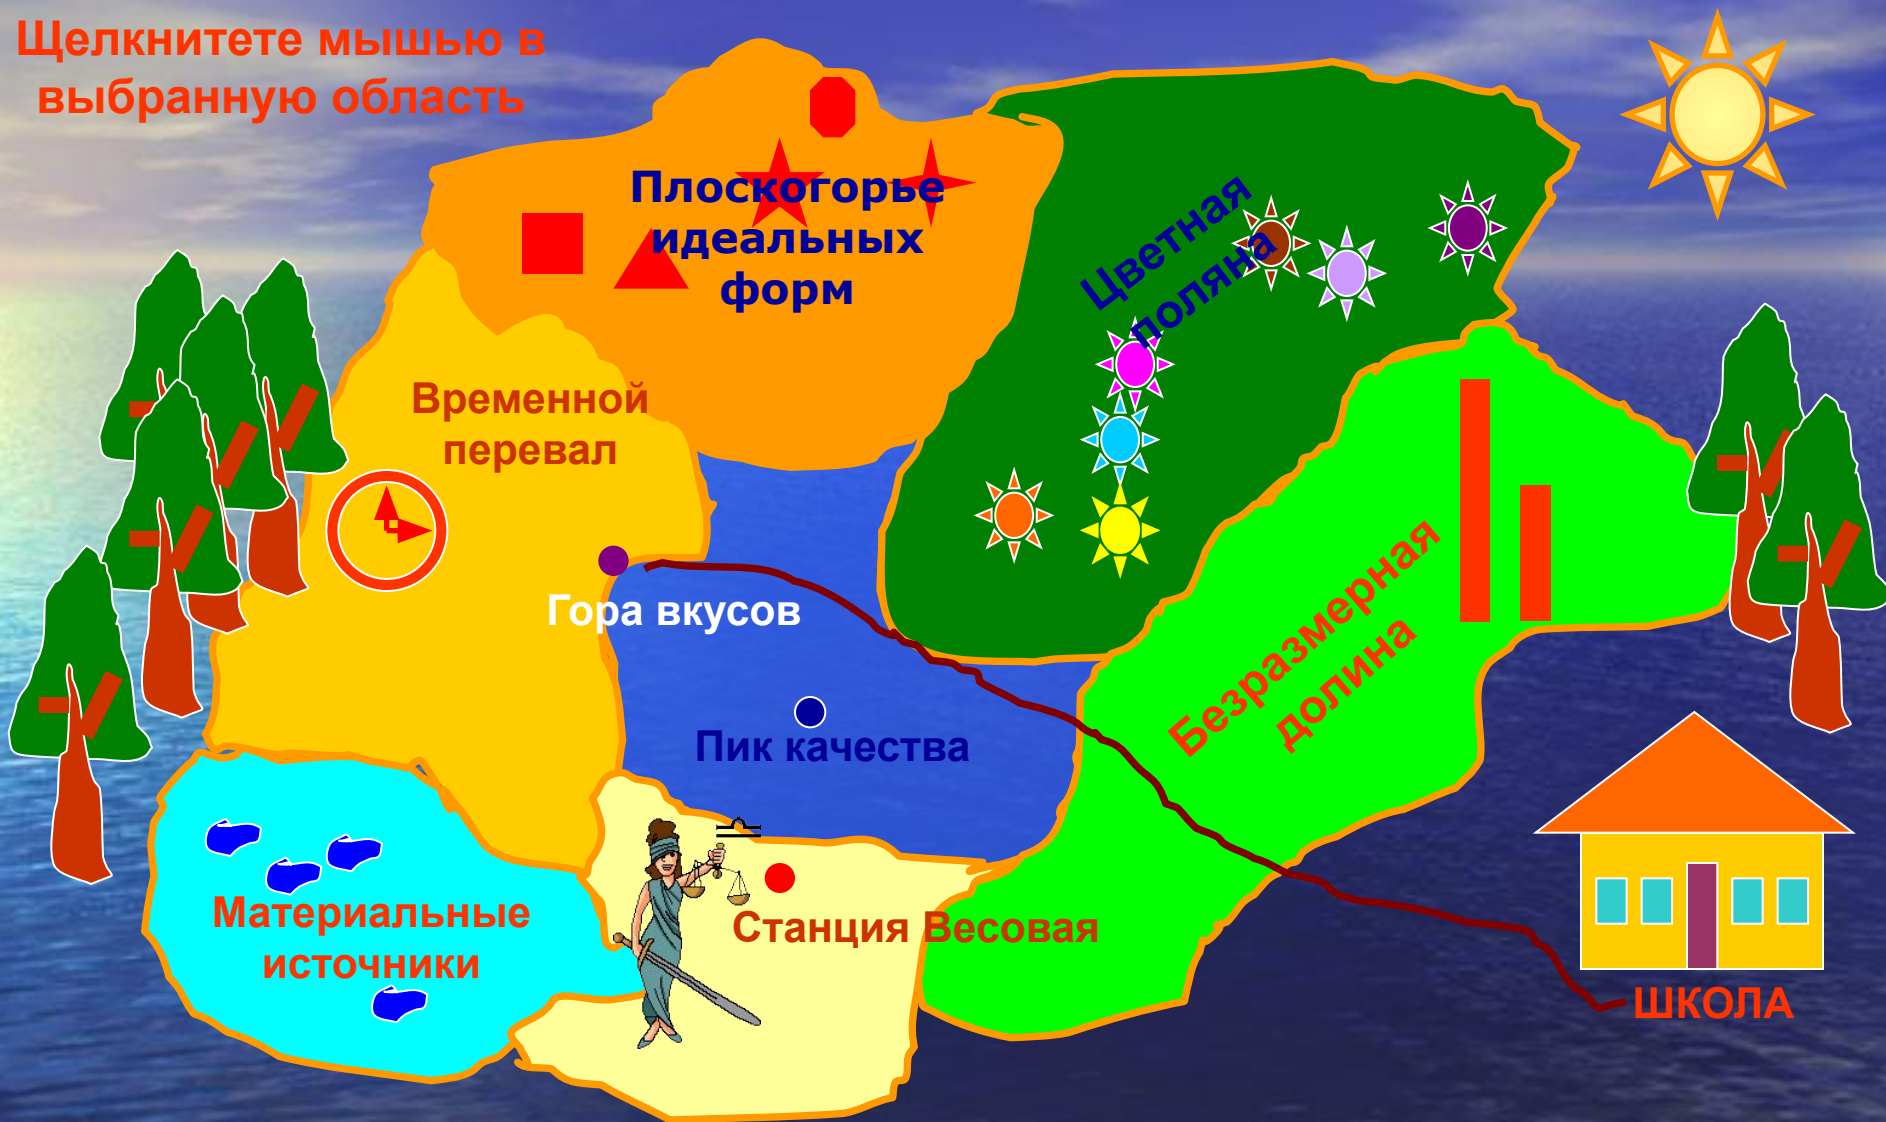 Щелкнитете мышью в
выбранную область
Плоскогорье
идеальных
форм
Цветная
поляна
Временной
перевал
Гора вкусов
Безразмерная
долина
Пик качества
Материальные
источники
Станция Весовая
ШКОЛА